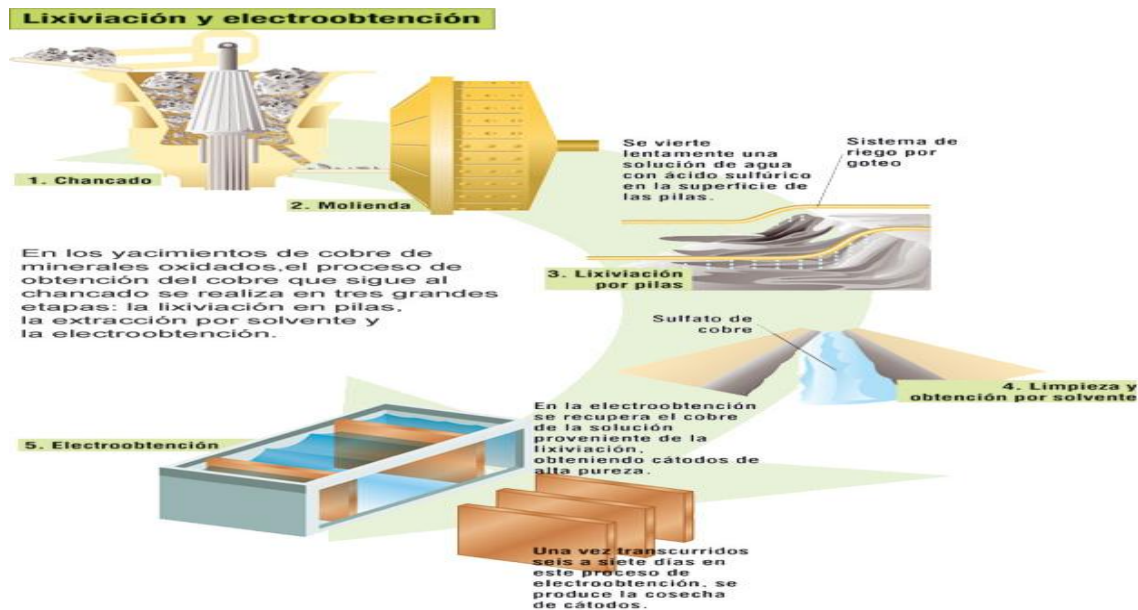 Lixiviación y electroobtención
1. Chancado
2. Molienda
Se vierte
lentamente una
solución de agua
con ácido sulfúrico
en la superficie de
las pilas.
Sistema de
riego por
goteo
3. Lixiviación
por pilas
En los yacimientos de cobre de
minerales oxidados,el proceso de
obtención del cobre que sigue al
chancado se realiza en tres grandes
etapas: la lixiviación en pilas,
la extracción por solvente y
la electroobtención.
Sulfato de
cobre
4. Limpieza y
obtención por solvente
5. Electroobtención
En la electroobtención
se recupera el cobre
de la solución
proveniente de la
lixiviación,
obteniendo cátodos de
alta pureza.
Una vez transcurridos
seis a siete días en
este proceso de
electroobtención, se
produce la cosecha
de cátodos.